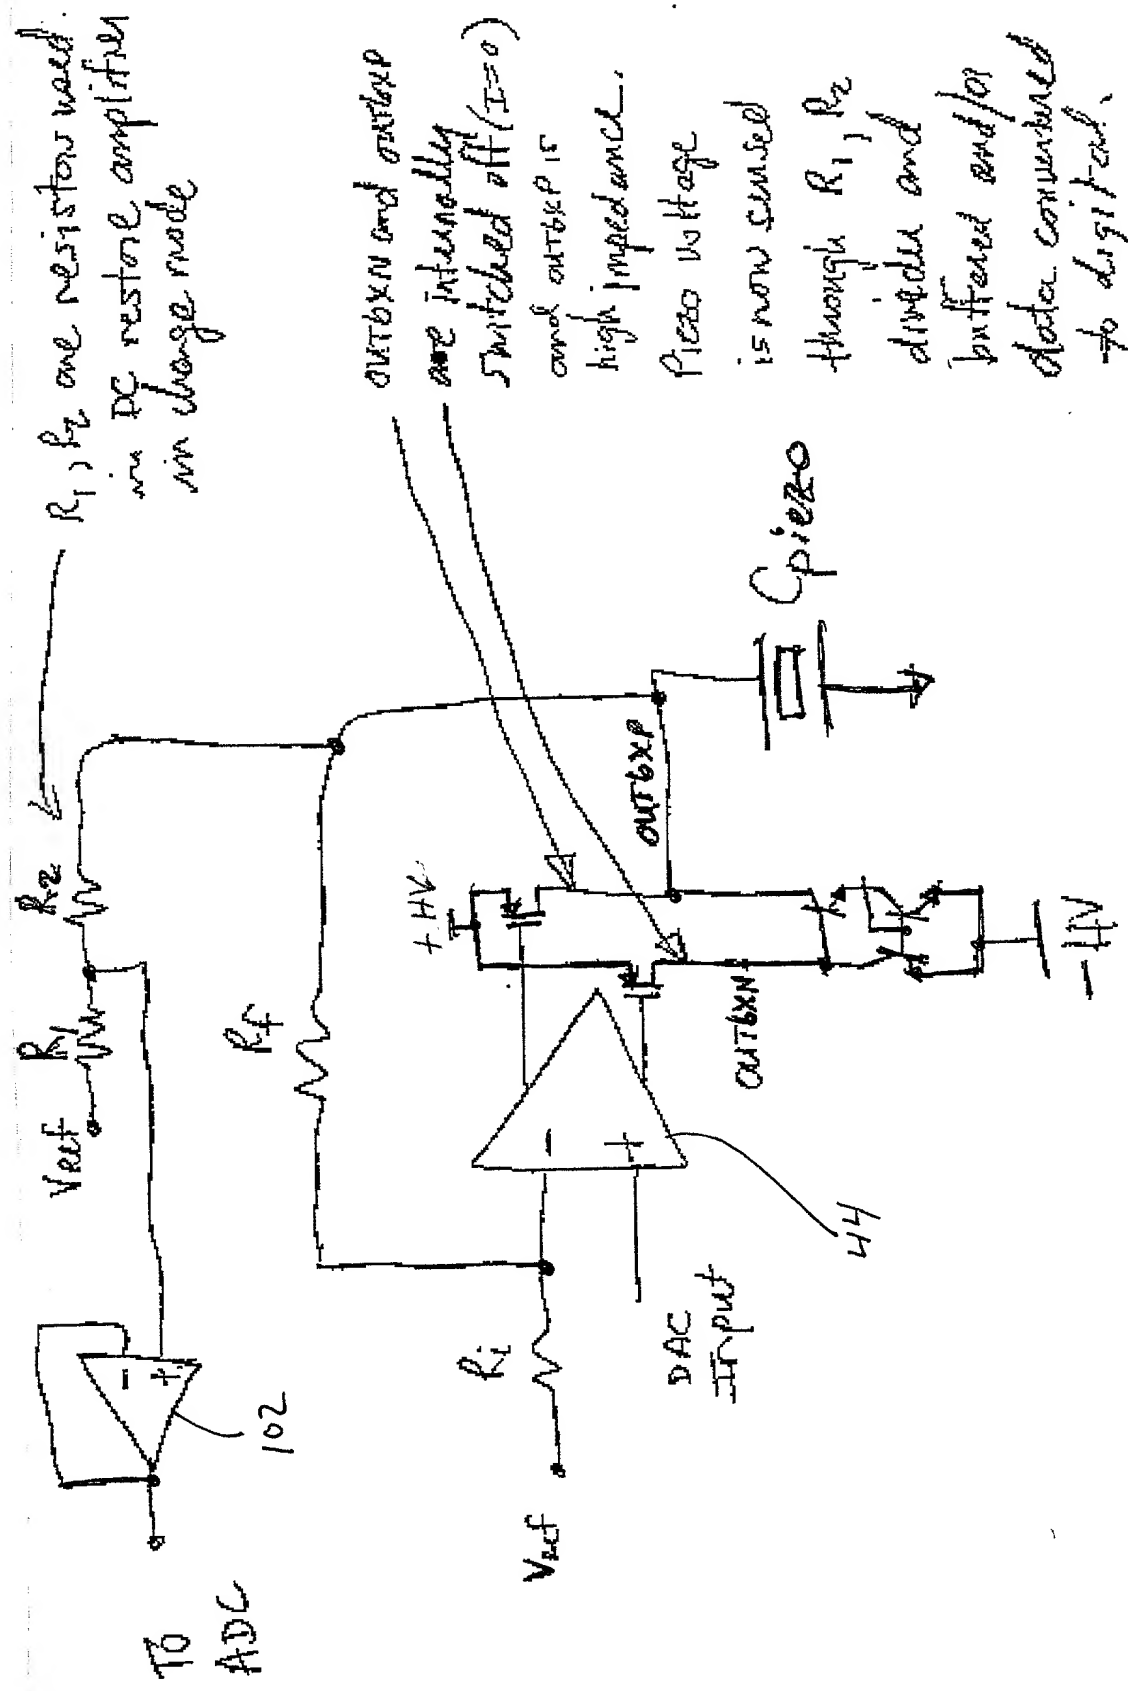 R1, R2 are resistors used
in DC restore amplifier
in charge mode
OUT6XN and OUT6XP
are internally
switched off (I=0)
and OUT6XP is
high impedance.
Piezo voltage
is now sensed
through R1, R2
divider and
buffered and/or
data converted
to digital.
Vref
R1
R2
To
ADC
-
+
102
Rf
+HV
OUT6XP
Cpiezo
Vref
Ri
-
+
DAC
Input
44
OUT6XN
-HV